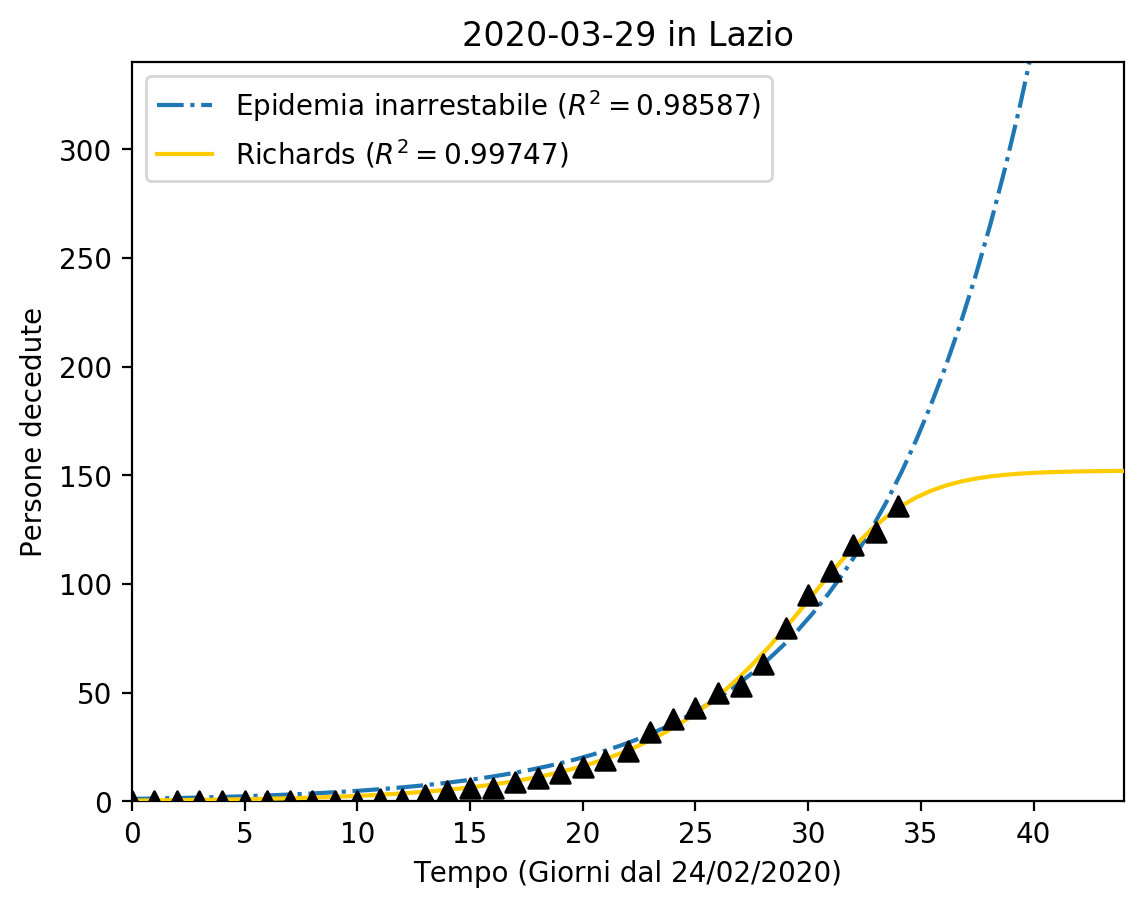 2020-03-29 in Lazio
Epidemia inarrestabile (R² = 0.98587)
Richards (R² = 0.99747)
Persone decedute
300
250
200
150
100
50
0
0 5 10 15 20 25 30 35 40
Tempo (Giorni dal 24/02/2020)